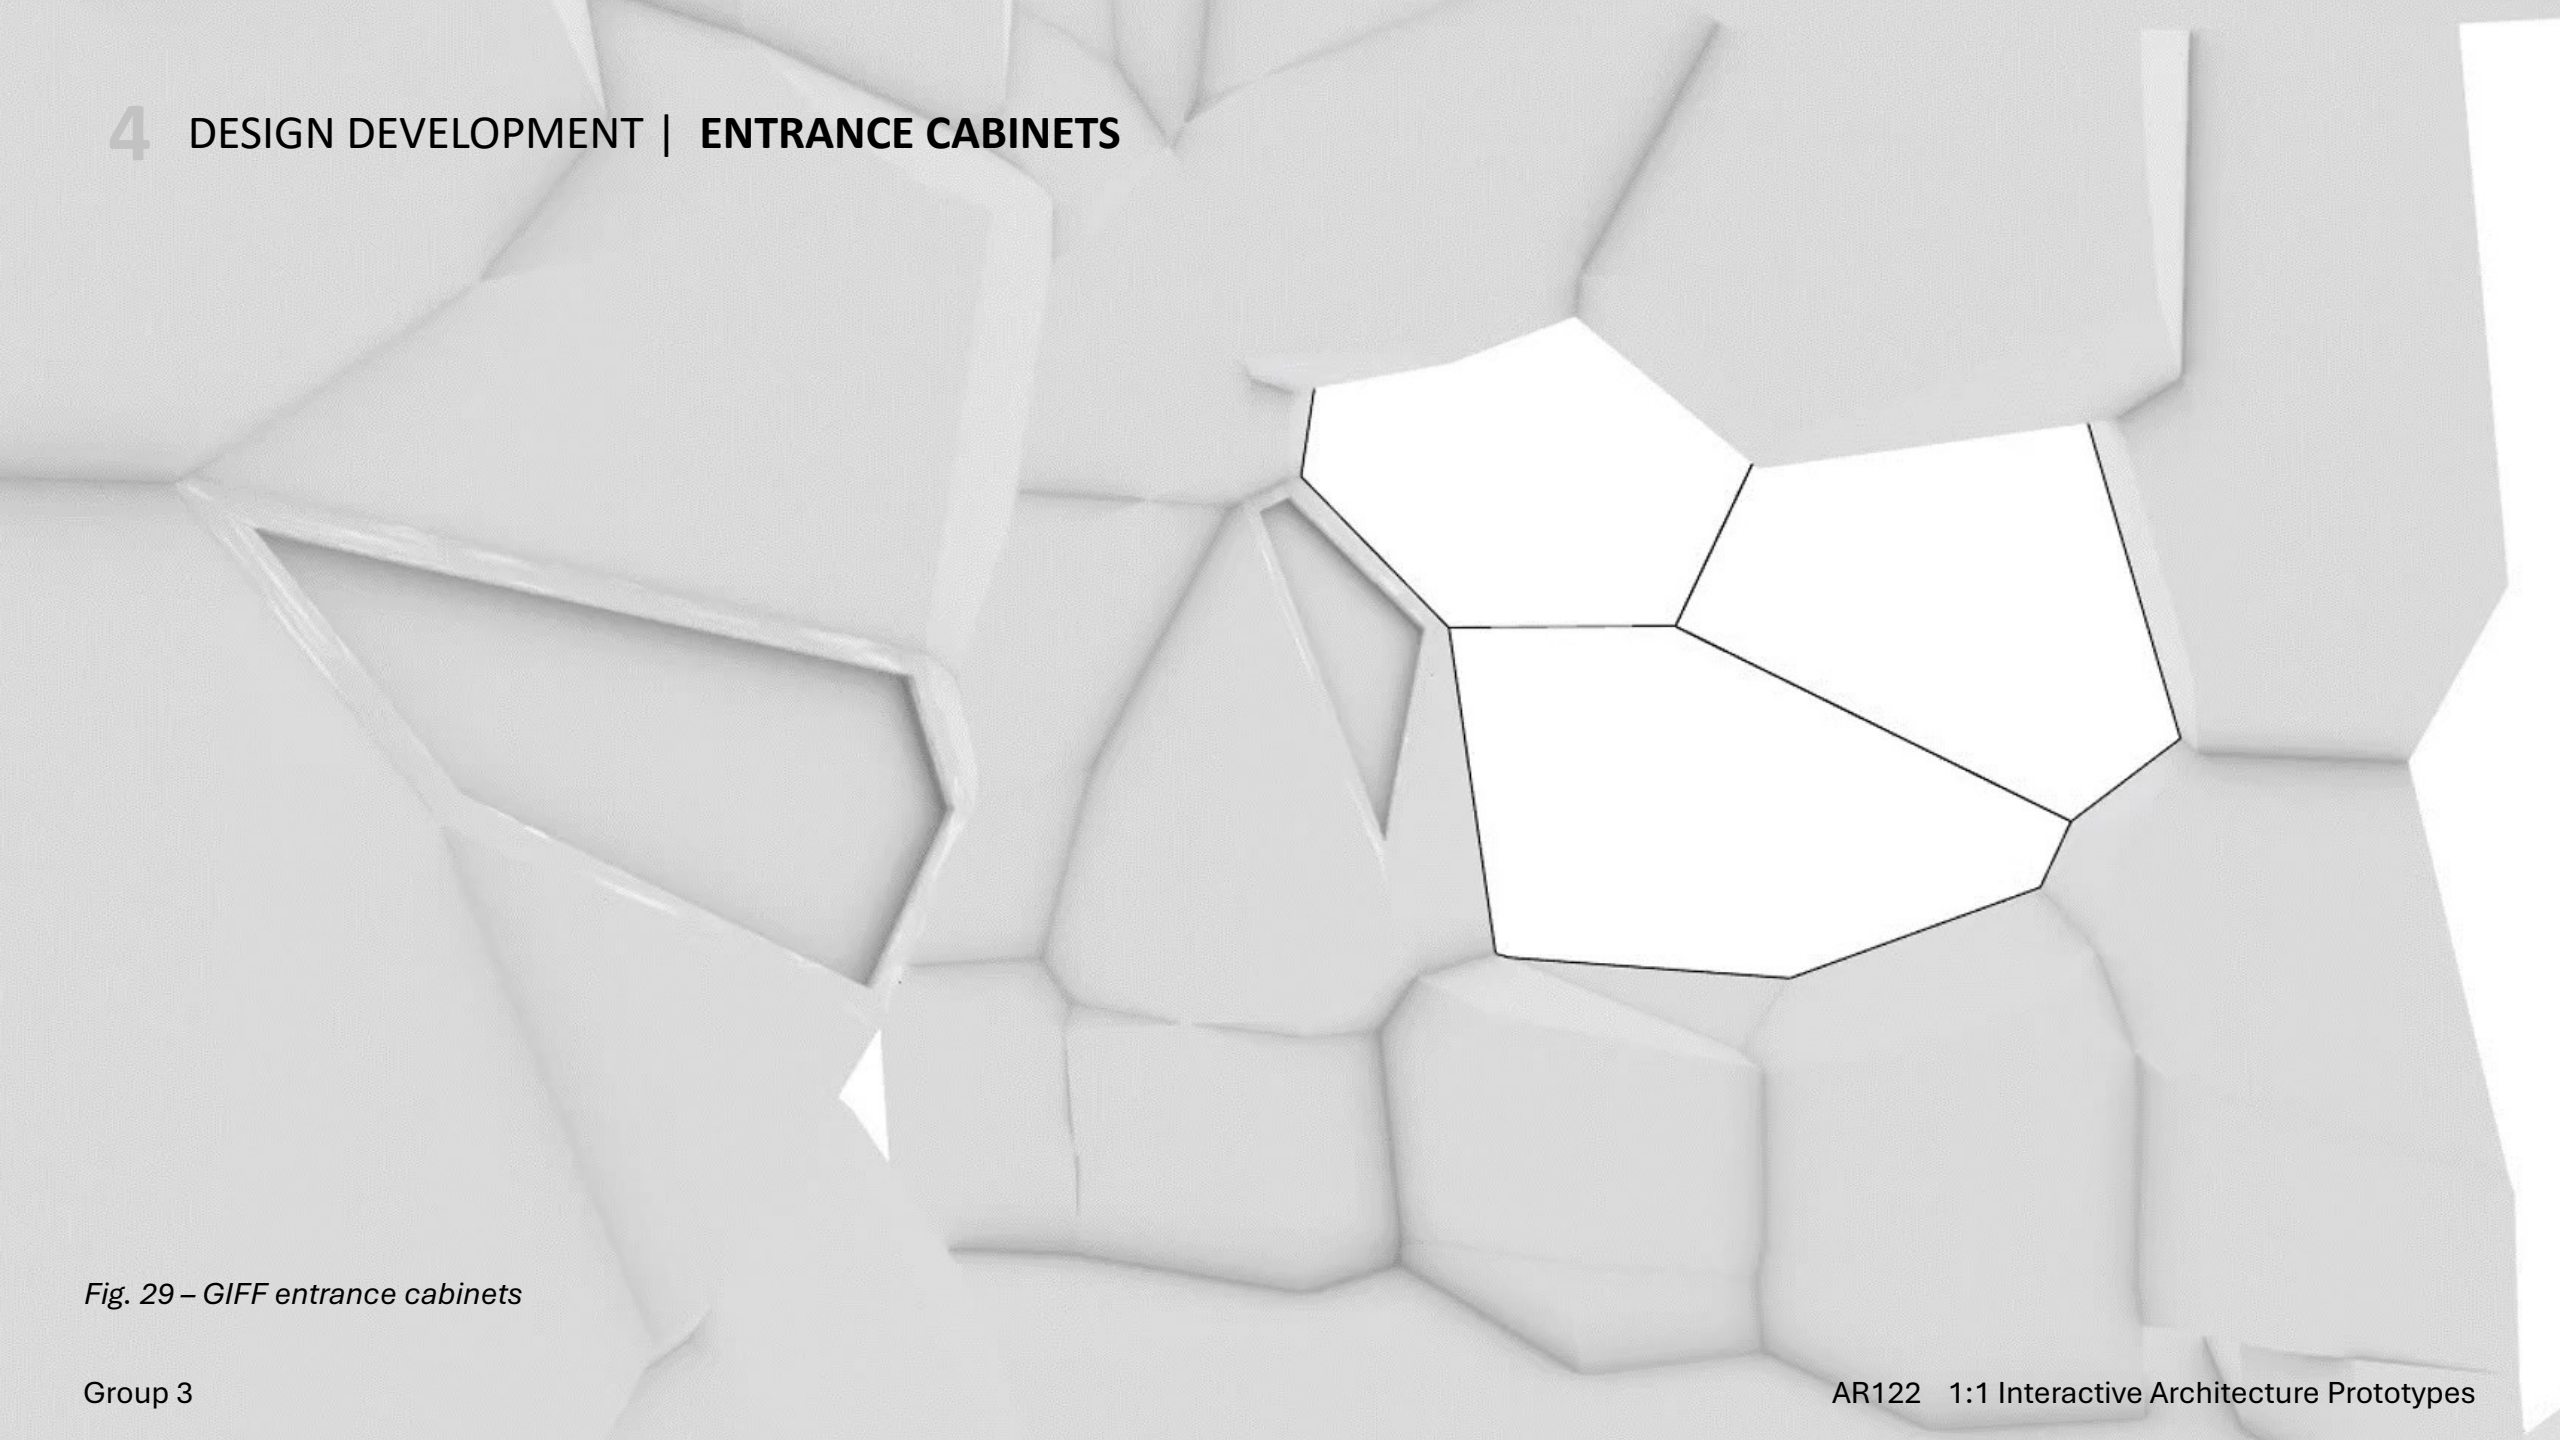 4 DESIGN DEVELOPMENT | ENTRANCE CABINETS
Fig. 29 – GIFF entrance cabinets
Group 3
AR122 1:1 Interactive Architecture Prototypes